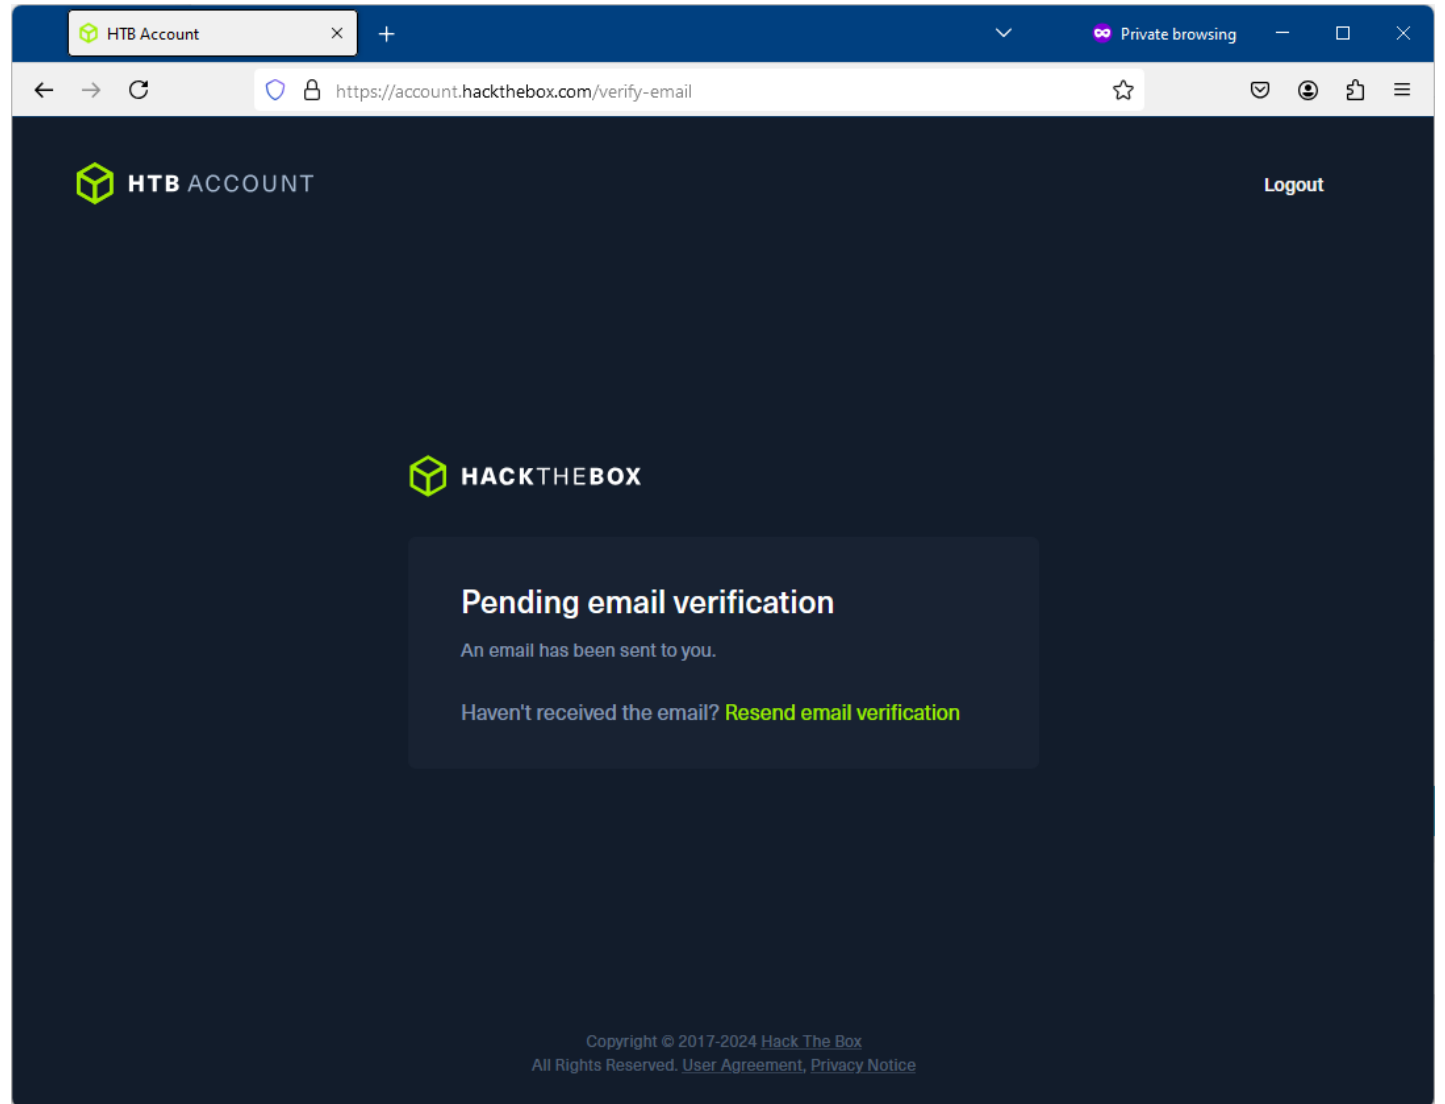 HTB Account
Private browsing
https://account.hackthebox.com/verify-email
HTB ACCOUNT
Logout
HACKTHEBOX
Pending email verification
An email has been sent to you.
Haven't received the email? Resend email verification
Copyright © 2017-2024 Hack The Box
All Rights Reserved. User Agreement, Privacy Notice